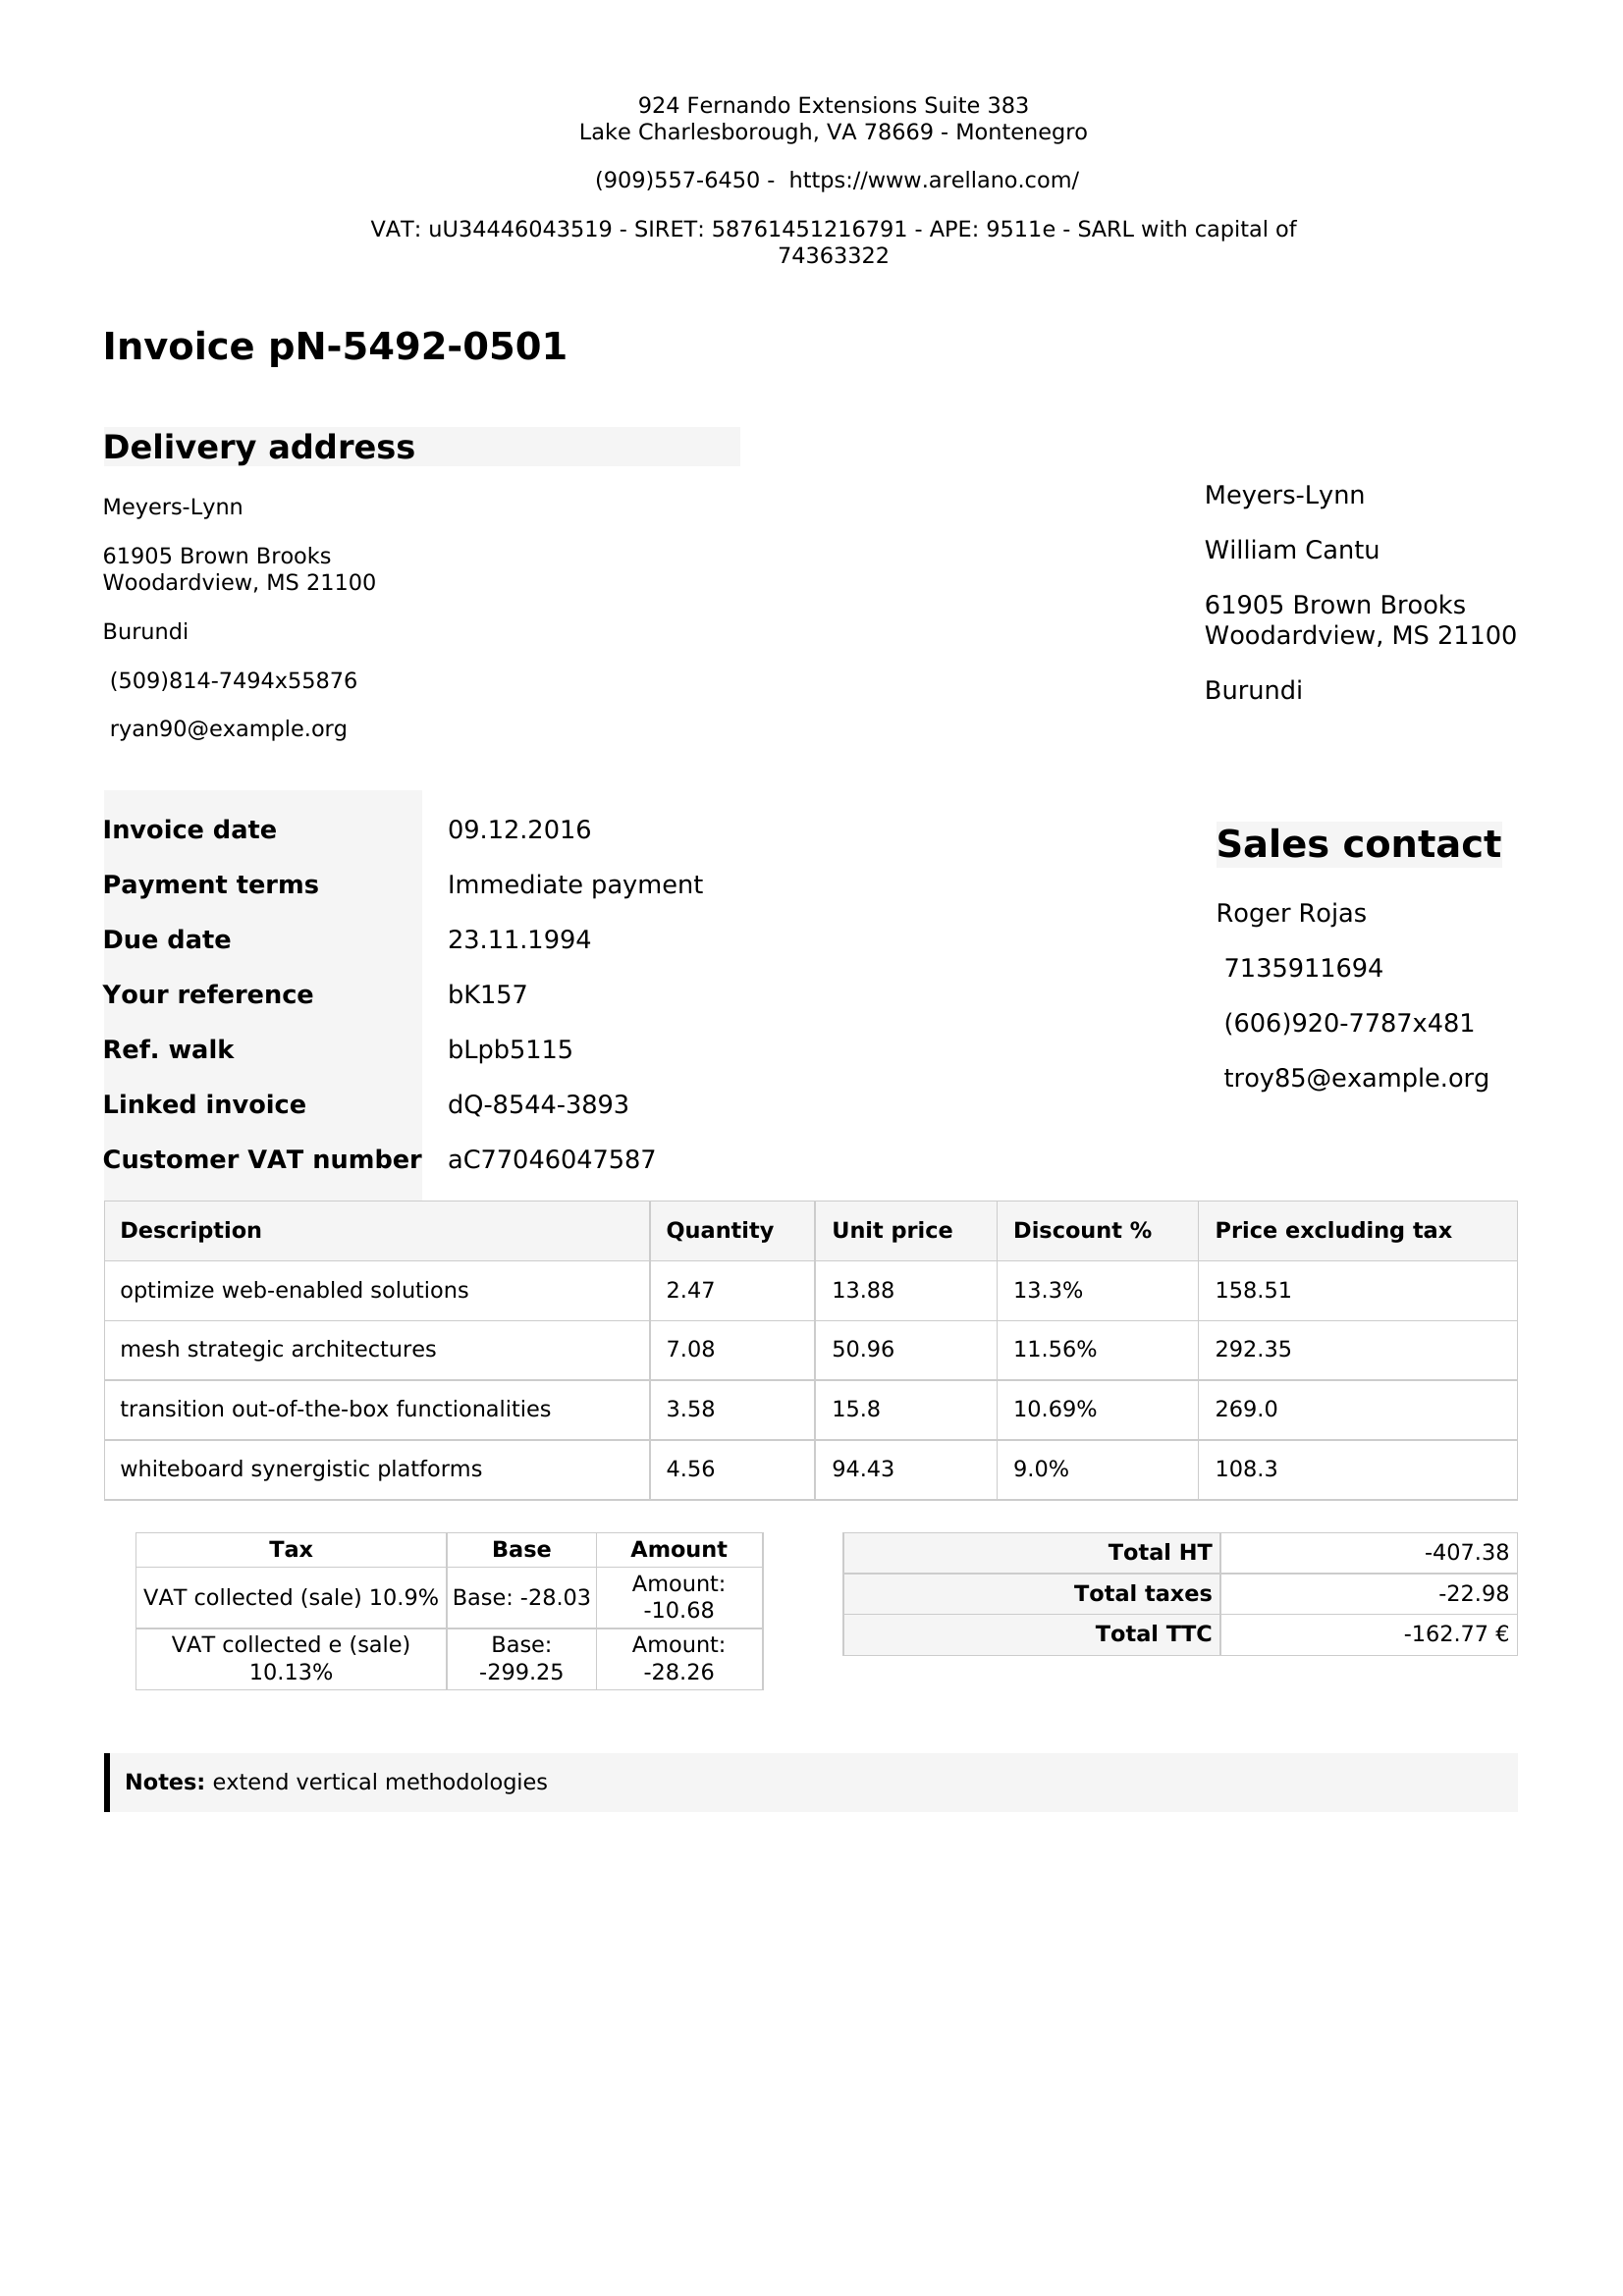 924 Fernando Extensions Suite 383
Lake Charlesborough, VA 78669 - Montenegro
(909)557-6450 -  https://www.arellano.com/
VAT: uU34446043519 - SIRET: 58761451216791 - APE: 9511e - SARL with capital of
74363322
Invoice pN-5492-0501
Delivery address
Meyers-Lynn
61905 Brown Brooks
Woodardview, MS 21100
Burundi
(509)814-7494x55876
ryan90@example.org
Meyers-Lynn
William Cantu
61905 Brown Brooks
Woodardview, MS 21100
Burundi
Invoice date 09.12.2016
Payment terms Immediate payment
Due date 23.11.1994
Your reference bK157
Ref. walk bLpb5115
Linked invoice dQ-8544-3893
Customer VAT number aC77046047587
Sales contact
Roger Rojas
7135911694
(606)920-7787x481
troy85@example.org
Description Quantity Unit price Discount % Price excluding tax
optimize web-enabled solutions 2.47 13.88 13.3% 158.51
mesh strategic architectures 7.08 50.96 11.56% 292.35
transition out-of-the-box functionalities 3.58 15.8 10.69% 269.0
whiteboard synergistic platforms 4.56 94.43 9.0% 108.3
Tax Base Amount
VAT collected (sale) 10.9% Base: -28.03 Amount:
-10.68
VAT collected e (sale) Base: Amount:
10.13% -299.25 -28.26
Total HT -407.38
Total taxes -22.98
Total TTC -162.77 €
Notes: extend vertical methodologies